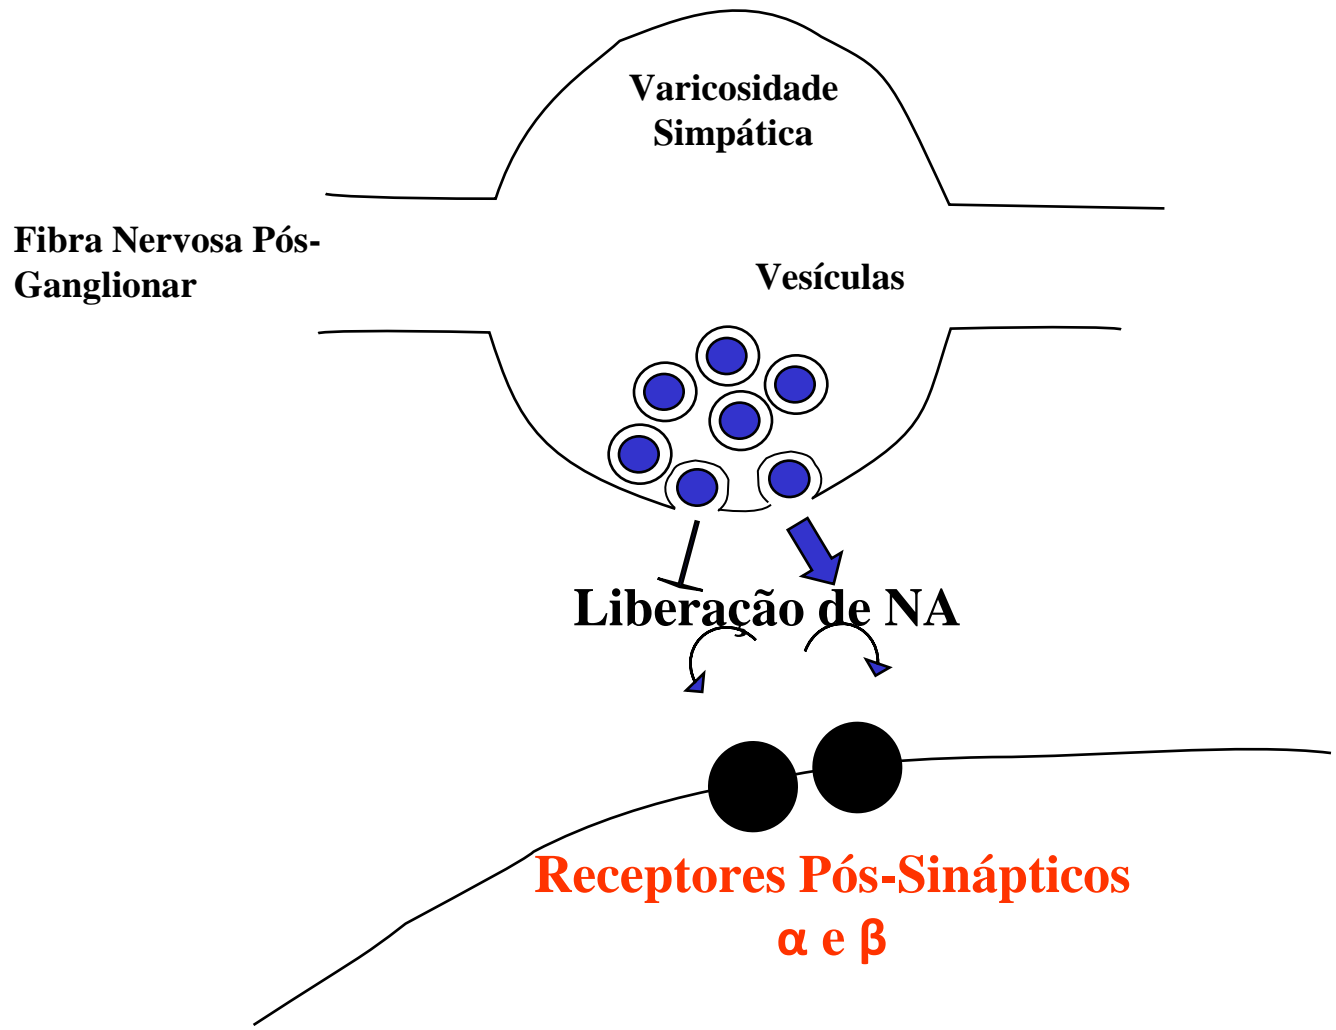 Varicosidade
Simpática
Fibra Nervosa Pós-
Ganglionar
Vesículas
Liberação de NA
Receptores Pós-Sinápticos
α e β